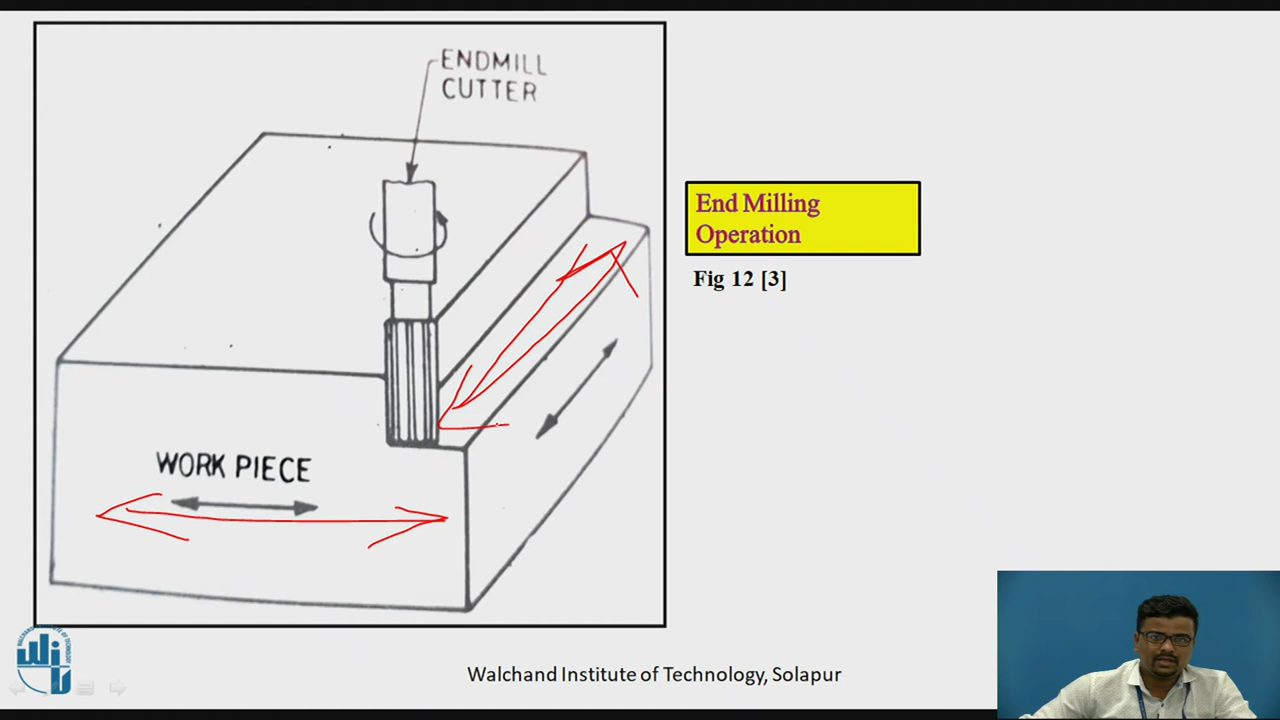 ENDMILL
CUTTER
End Milling
Operation
Fig 12 [3]
WORK PIECE
Walchand Institute of Technology, Solapur